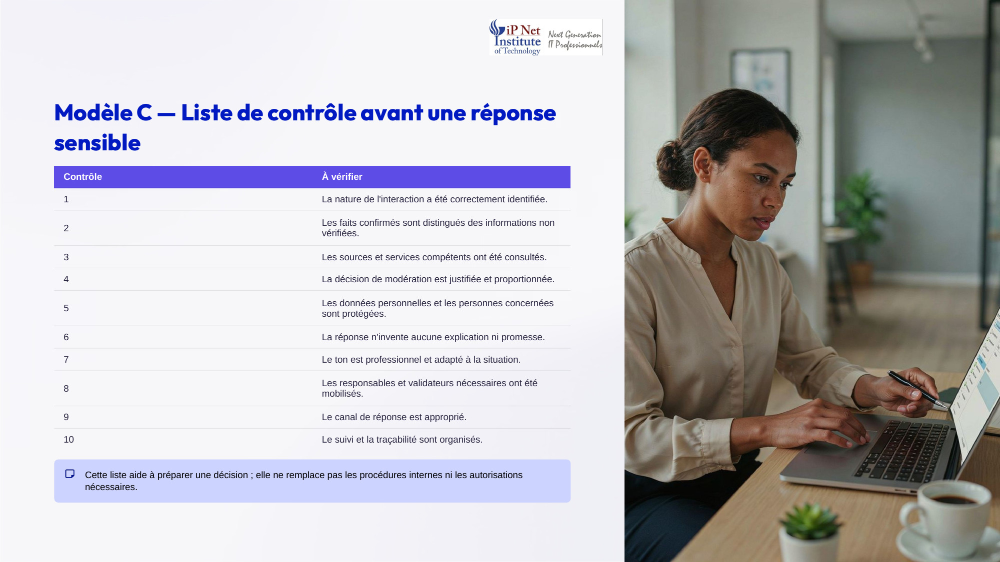 iP Net
Institute
of Technology
Next Generation
IT Professionnels
Modèle C — Liste de contrôle avant une réponse
sensible
Contrôle À vérifier
1 La nature de l'interaction a été correctement identifiée.
2 Les faits confirmés sont distingués des informations non
vérifiées.
3 Les sources et services compétents ont été consultés.
4 La décision de modération est justifiée et proportionnée.
5 Les données personnelles et les personnes concernées
sont protégées.
6 La réponse n'invente aucune explication ni promesse.
7 Le ton est professionnel et adapté à la situation.
8 Les responsables et validateurs nécessaires ont été
mobilisés.
9 Le canal de réponse est approprié.
10 Le suivi et la traçabilité sont organisés.
Cette liste aide à préparer une décision ; elle ne remplace pas les procédures internes ni les autorisations
nécessaires.